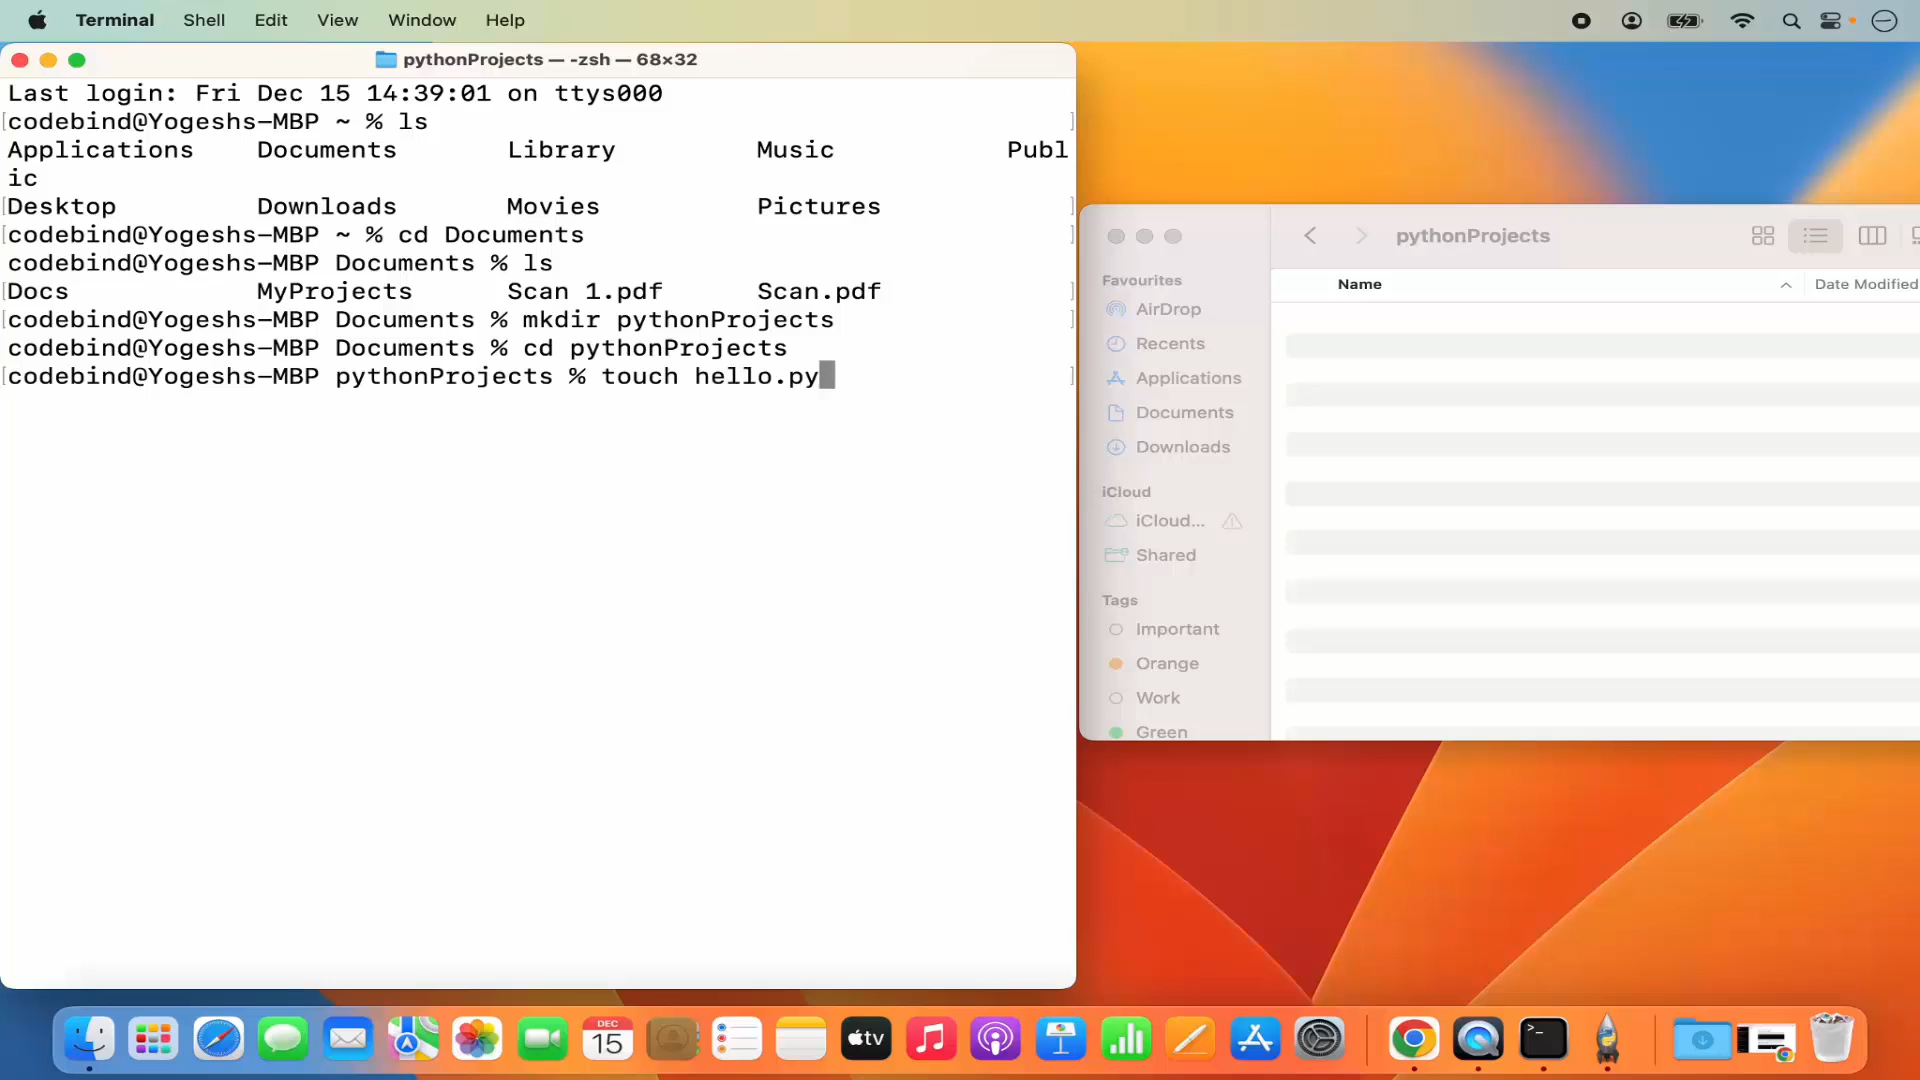 Terminal Shell Edit View Window Help
pythonProjects — -zsh — 68×32
Last login: Fri Dec 15 14:39:01 on ttys000
codebind@Yogeshs-MBP ~ % ls
Applications Documents Library Music Publ
ic
Desktop Downloads Movies Pictures
codebind@Yogeshs-MBP ~ % cd Documents
codebind@Yogeshs-MBP Documents % ls
Docs MyProjects Scan 1.pdf Scan.pdf
codebind@Yogeshs-MBP Documents % mkdir pythonProjects
codebind@Yogeshs-MBP Documents % cd pythonProjects
codebind@Yogeshs-MBP pythonProjects % touch hello.py
pythonProjects
Name Date Modified
Favourites
AirDrop
Recents
Applications
Documents
Downloads
iCloud
iCloud...
Shared
Tags
Important
Orange
Work
Green
DEC
15
tv
>_